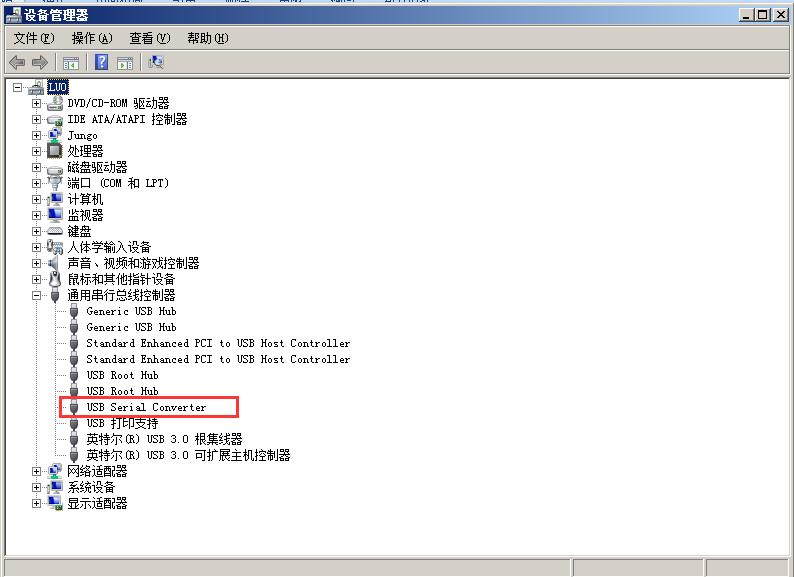 设备管理器
文件(F) 操作(A) 查看(V) 帮助(H)
LUO
DVD/CD-ROM 驱动器
IDE ATA/ATAPI 控制器
Jungo
处理器
磁盘驱动器
端口 (COM 和 LPT)
计算机
监视器
键盘
人体学输入设备
声音、视频和游戏控制器
鼠标和其他指针设备
通用串行总线控制器
Generic USB Hub
Generic USB Hub
Standard Enhanced PCI to USB Host Controller
Standard Enhanced PCI to USB Host Controller
USB Root Hub
USB Root Hub
USB Serial Converter
USB 打印支持
英特尔(R) USB 3.0 根集线器
英特尔(R) USB 3.0 可扩展主机控制器
网络适配器
系统设备
显示适配器